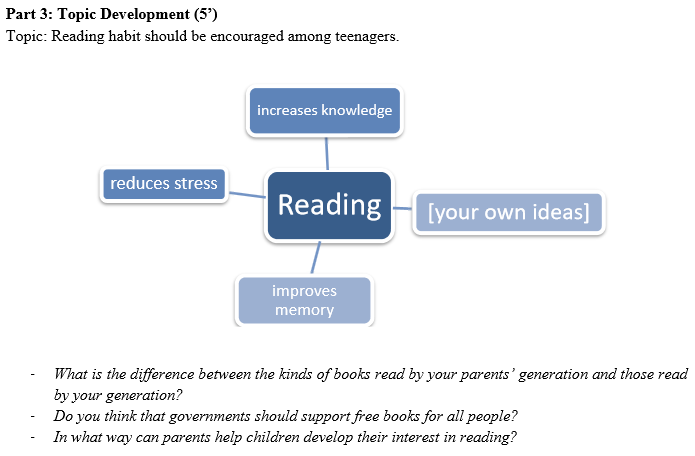 Part 3: Topic Development (5’)
Topic: Reading habit should be encouraged among teenagers.
increases knowledge
reduces stress
Reading
[your own ideas]
improves
memory
- What is the difference between the kinds of books read by your parents’ generation and those read
by your generation?
- Do you think that governments should support free books for all people?
- In what way can parents help children develop their interest in reading?